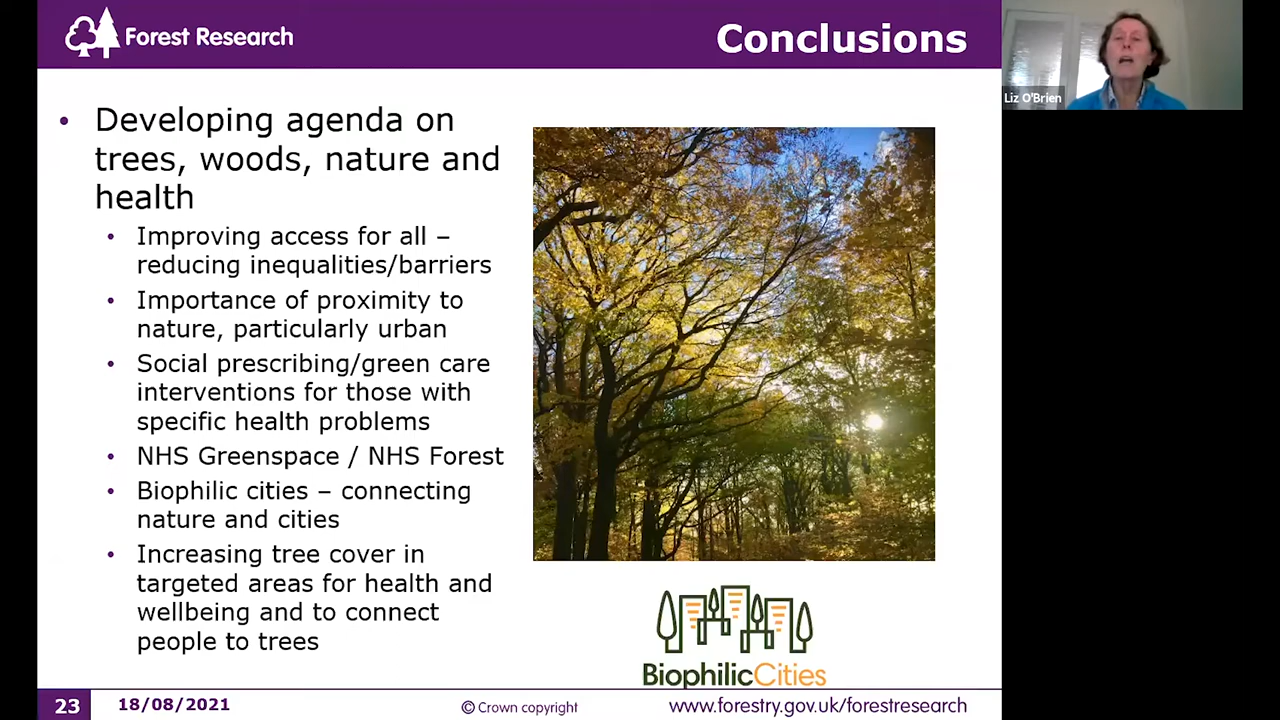 Forest Research
Conclusions
• Developing agenda on
trees, woods, nature and
health
• Improving access for all –
reducing inequalities/barriers
• Importance of proximity to
nature, particularly urban
• Social prescribing/green care
interventions for those with
specific health problems
• NHS Greenspace / NHS Forest
• Biophilic cities – connecting
nature and cities
• Increasing tree cover in
targeted areas for health and
wellbeing and to connect
people to trees
BiophilicCities
23
18/08/2021
© Crown copyright
www.forestry.gov.uk/forestresearch
Liz O'Brien